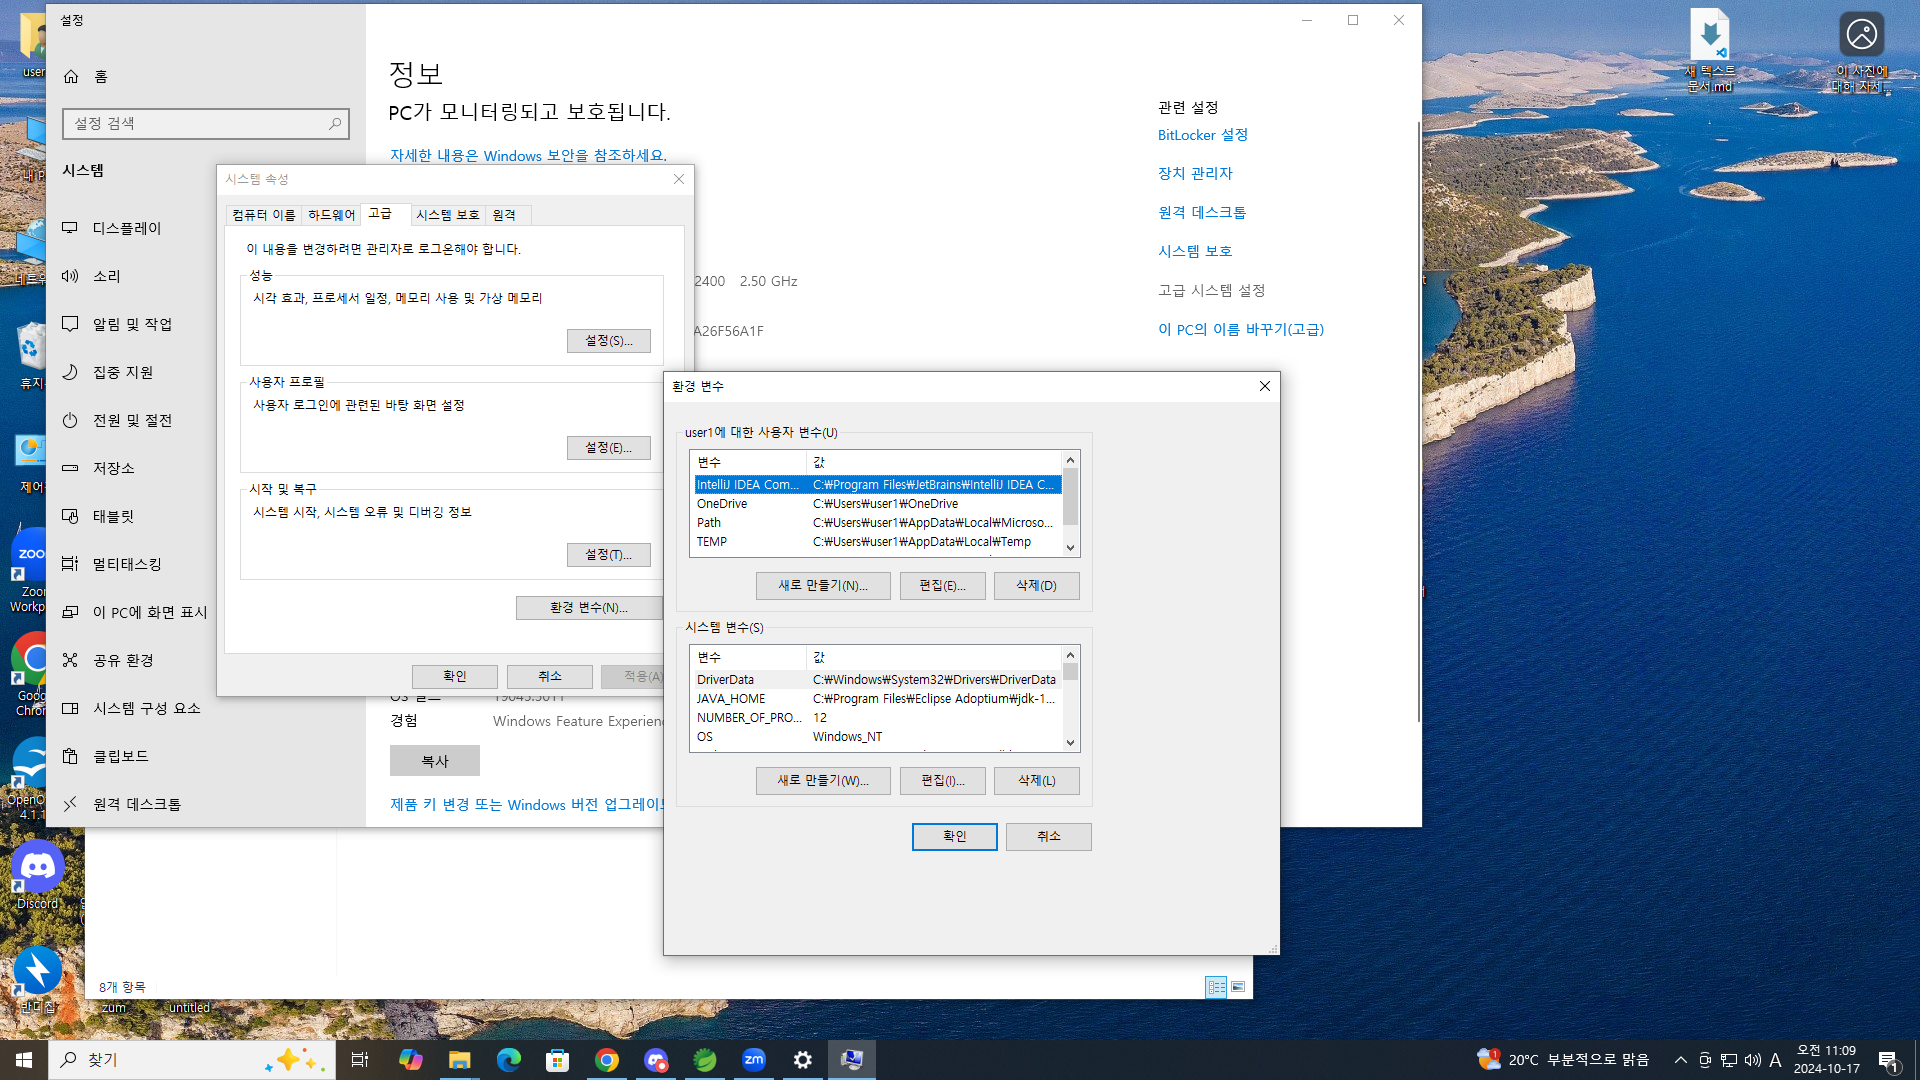 설정
홈
설정 검색
시스템
디스플레이
소리
알림 및 작업
집중 지원
전원 및 절전
저장소
태블릿
멀티태스킹
이 PC에 화면 표시
공유 환경
시스템 구성 요소
클립보드
원격 데스크톱
정보
PC가 모니터링되고 보호됩니다.
자세한 내용은 Windows 보안을 참조하세요.
2400 2.50 GHz
A26F56A1F
경험
Windows Feature Experienc
복사
제품 키 변경 또는 Windows 버전 업그레이드
관련 설정
BitLocker 설정
장치 관리자
원격 데스크톱
시스템 보호
고급 시스템 설정
이 PC의 이름 바꾸기(고급)
시스템 속성
컴퓨터 이름 하드웨어 고급 시스템 보호 원격
이 내용을 변경하려면 관리자로 로그온해야 합니다.
성능
시각 효과, 프로세서 일정, 메모리 사용 및 가상 메모리
설정(S)...
사용자 프로필
사용자 로그인에 관련된 바탕 화면 설정
설정(E)...
시작 및 복구
시스템 시작, 시스템 오류 및 디버깅 정보
설정(T)...
환경 변수(N)...
확인 취소 적용(A)
환경 변수
user1에 대한 사용자 변수(U)
변수 값
IntelliJ IDEA Com... C:₩Program Files₩JetBrains₩IntelliJ IDEA C...
OneDrive C:₩Users₩user1₩OneDrive
Path C:₩Users₩user1₩AppData₩Local₩Microso...
TEMP C:₩Users₩user1₩AppData₩Local₩Temp
새로 만들기(N)... 편집(E)... 삭제(D)
시스템 변수(S)
변수 값
DriverData C:₩Windows₩System32₩Drivers₩DriverData
JAVA_HOME C:₩Program Files₩Eclipse Adoptium₩jdk-1...
NUMBER_OF_PRO... 12
OS Windows_NT
새로 만들기(W)... 편집(I)... 삭제(L)
확인 취소
user
휴지
zoom
Zoom
Workp
Goog
Chron
OpenO
4.1.1
Discord
반디집
zum
untitled
8개 항목
새 텍스트
문서.md
이 사진에
대해 자세...
찾기
zm
20°C 부분적으로 맑음
A
오전 11:09
2024-10-17
1